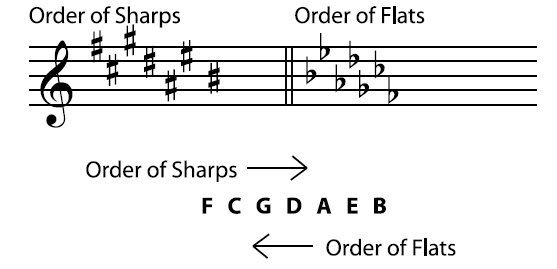 Order of Sharps Order of Flats
Order of Sharps
F C G D A E B
Order of Flats